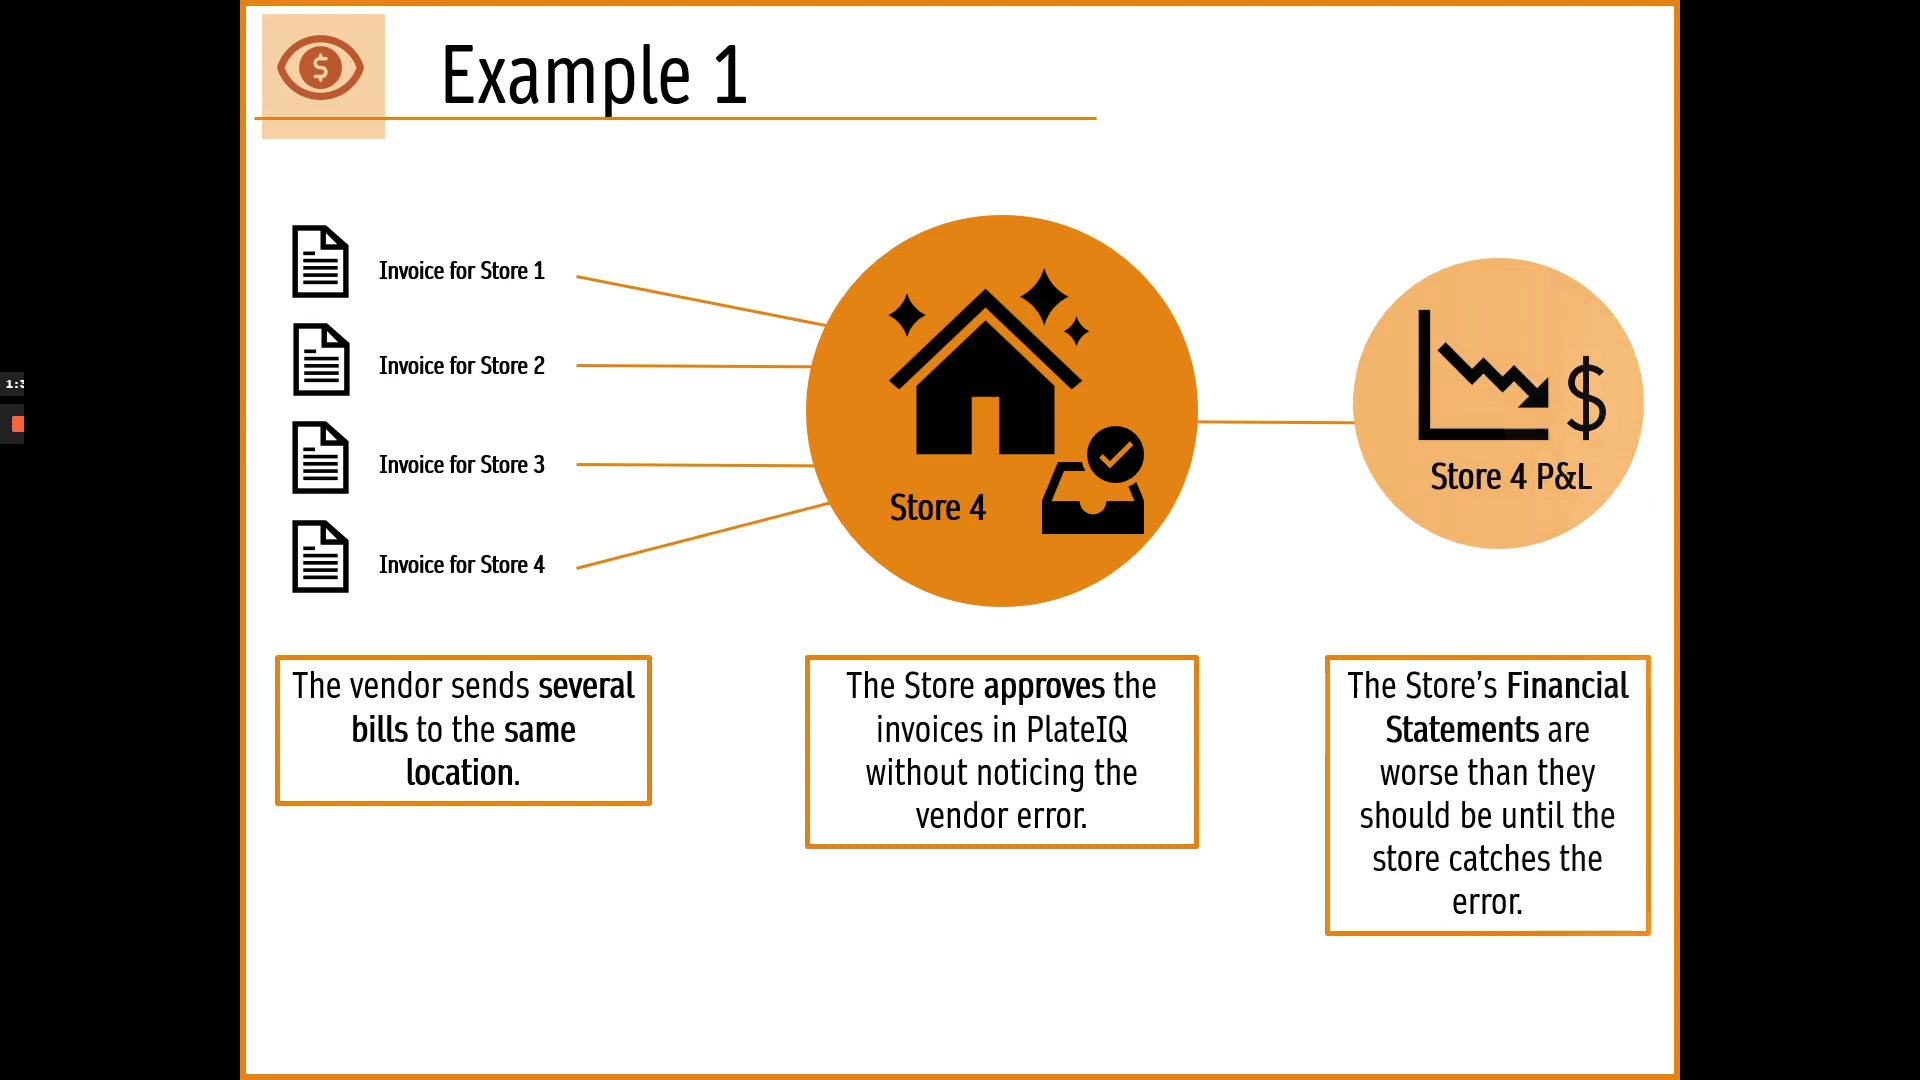 Example 1
Invoice for Store 1
Invoice for Store 2
Invoice for Store 3
Invoice for Store 4
Store 4
$
Store 4 P&L
The vendor sends several
bills to the same
location.
The Store approves the
invoices in PlateIQ
without noticing the
vendor error.
The Store’s Financial
Statements are
worse than they
should be until the
store catches the
error.